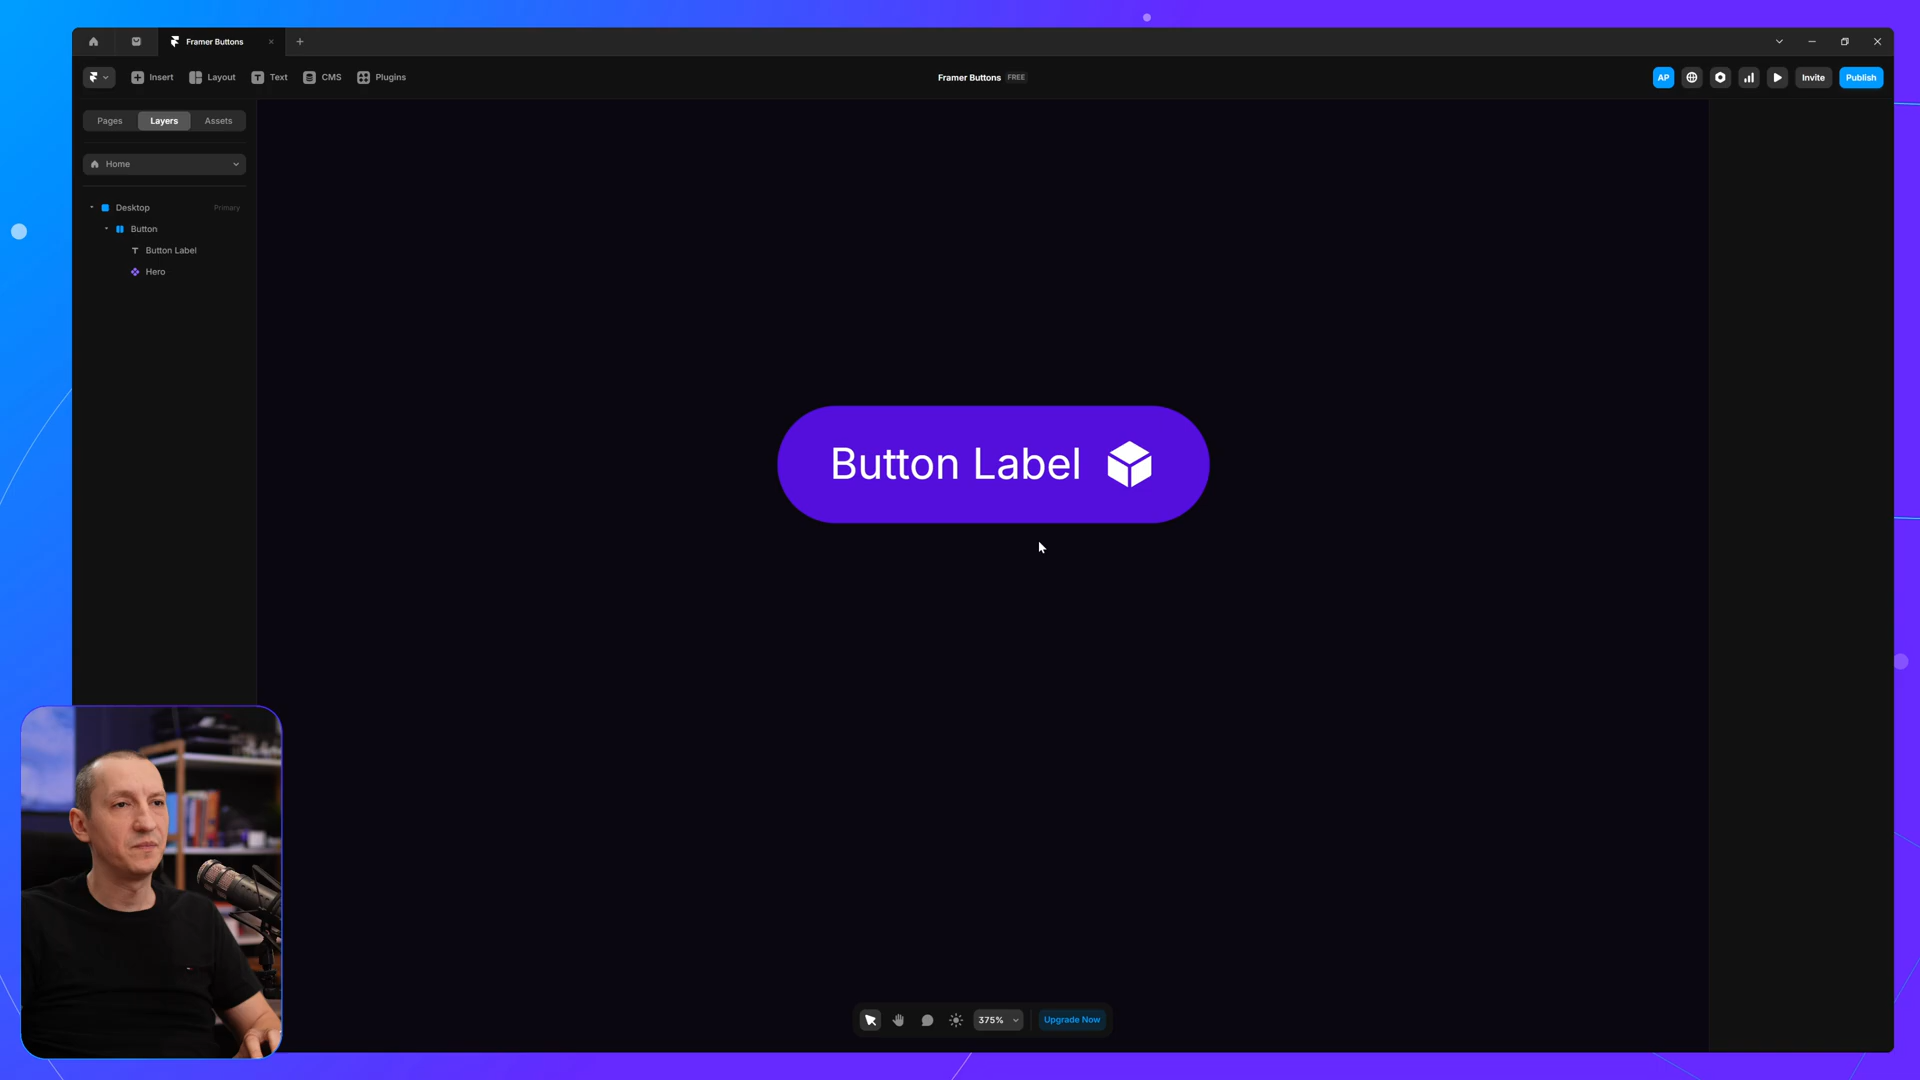 Framer Buttons
Insert
Layout
Text
CMS
Plugins
Framer Buttons FREE
AP
Invite
Publish
Pages
Layers
Assets
Home
Desktop
Primary
Button
Button Label
Hero
Button Label
375%
Upgrade Now